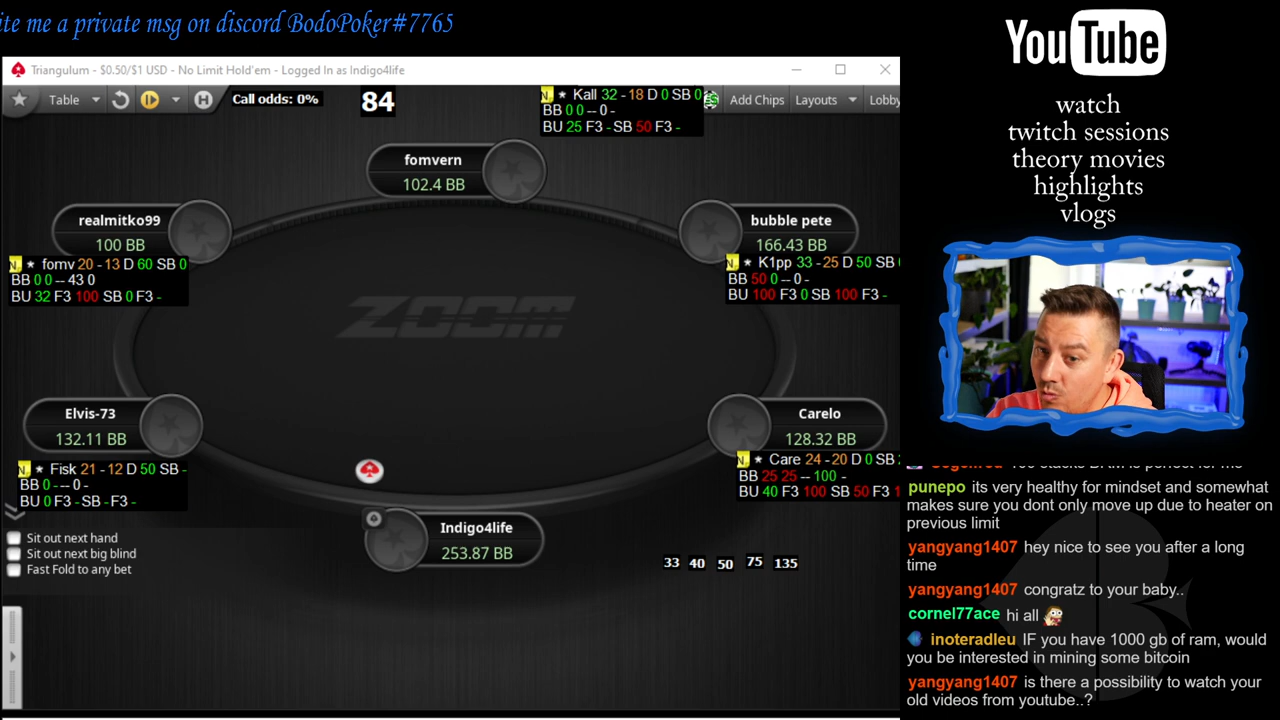 ite me a private msg on discord BodoPoker#7765
YouTube
watch
twitch sessions
theory movies
highlights
vlogs
Triangulum - $0.50/$1 USD - No Limit Hold'em - Logged In as Indigo4life
Table
H
Call odds: 0%
84
Add Chips
Layouts
Lobby
N * Kall 32 - 18 D 0 SB 0
BB 0 0 -- 0 -
BU 25 F3 - SB 50 F3 -
fomvern
102.4 BB
realmitko99
100 BB
bubble pete
166.43 BB
N * fomv 20 - 13 D 60 SB 0
BB 0 0 -- 43 0
BU 32 F3 100 SB 0 F3 -
N * K1pp 33 - 25 D 50 SB
BB 50 0 -- 0 -
BU 100 F3 0 SB 100 F3 -
ZOOM
Elvis-73
132.11 BB
Carelo
128.32 BB
N * Fisk 21 - 12 D 50 SB -
BB 0 - -- 0 -
BU 0 F3 - SB - F3 -
N * Care 24 - 20 D 0 SB
BB 25 25 -- 100 -
BU 40 F3 100 SB 50 F3 1
Indigo4life
253.87 BB
Sit out next hand
Sit out next big blind
Fast Fold to any bet
33 40 50 75 135
punepo its very healthy for mindset and somewhat
makes sure you dont only move up due to heater on
previous limit
yangyang1407 hey nice to see you after a long
time
yangyang1407 congratz to your baby..
cornel77ace hi all
inoteradleu IF you have 1000 gb of ram, would
you be interested in mining some bitcoin
yangyang1407 is there a possibility to watch your
old videos from youtube..?